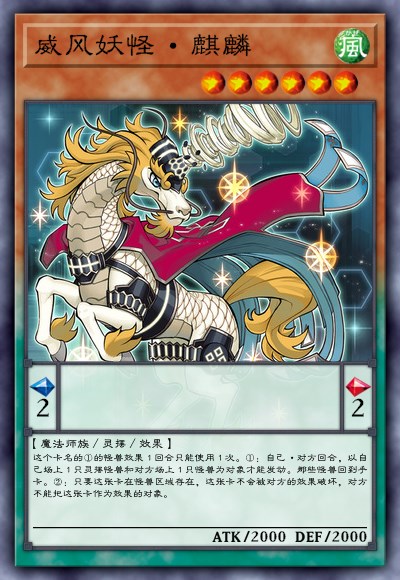 威风妖怪·麒麟
風
2
2
【魔法师族／灵摆／效果】
这个卡名的①的怪兽效果1回合只能使用1次。①：自己·对方回合，以自
己场上1只灵摆怪兽和对方场上1只怪兽为对象才能发动。那些怪兽回到手
卡。②：只要这张卡在怪兽区域存在，这张卡不会被对方的效果破坏，对方
不能把这张卡作为效果的对象。
ATK/2000 DEF/2000